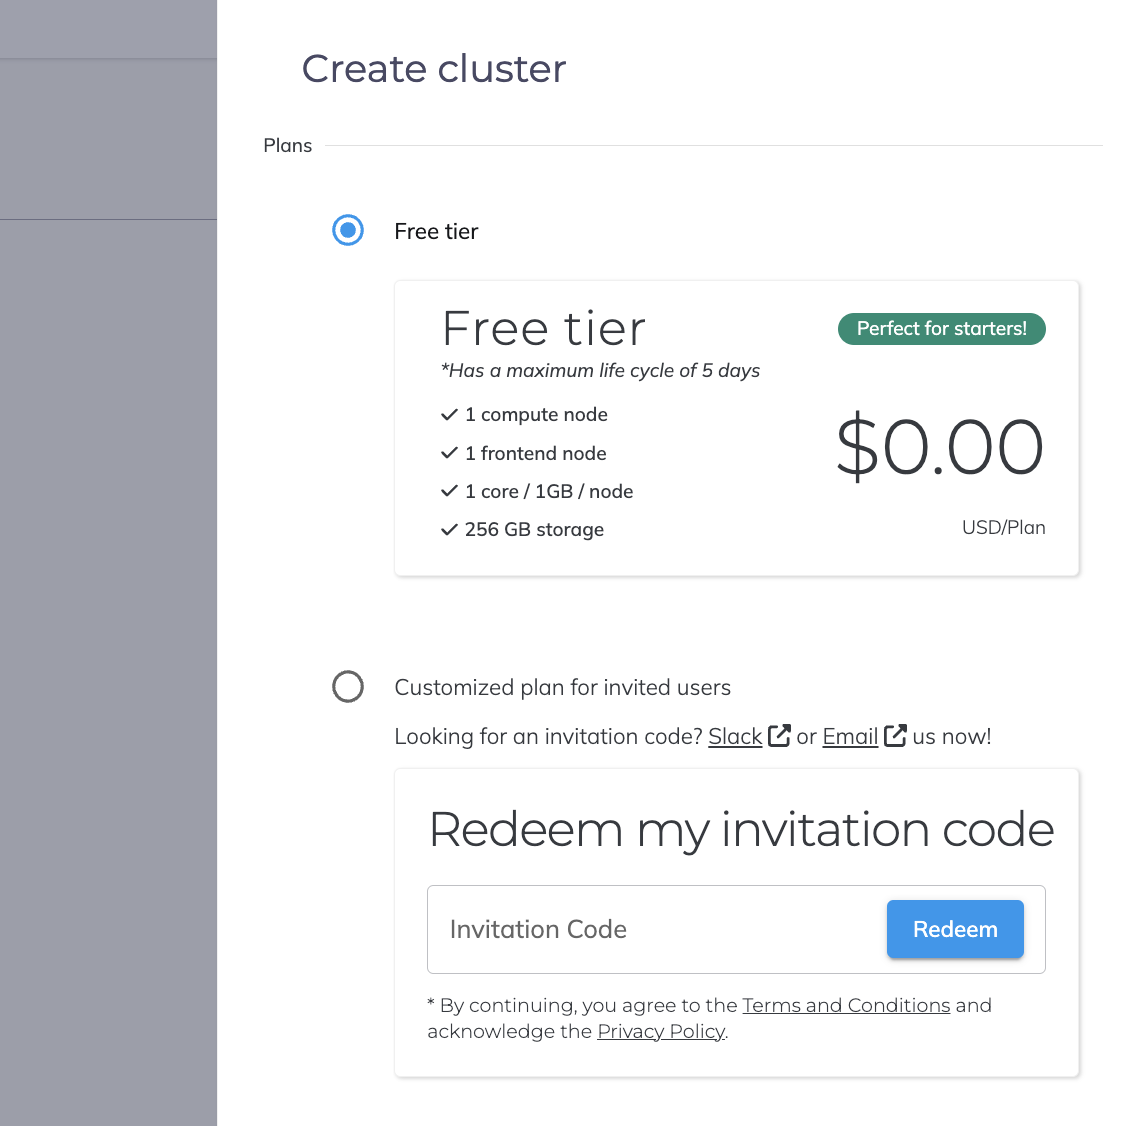 Create cluster
Plans
Free tier
Free tier
Perfect for starters!
*Has a maximum life cycle of 5 days
1 compute node
1 frontend node
1 core / 1GB / node
256 GB storage
$0.00
USD/Plan
Customized plan for invited users
Looking for an invitation code? Slack or Email us now!
Redeem my invitation code
Invitation Code
Redeem
* By continuing, you agree to the Terms and Conditions and
acknowledge the Privacy Policy.